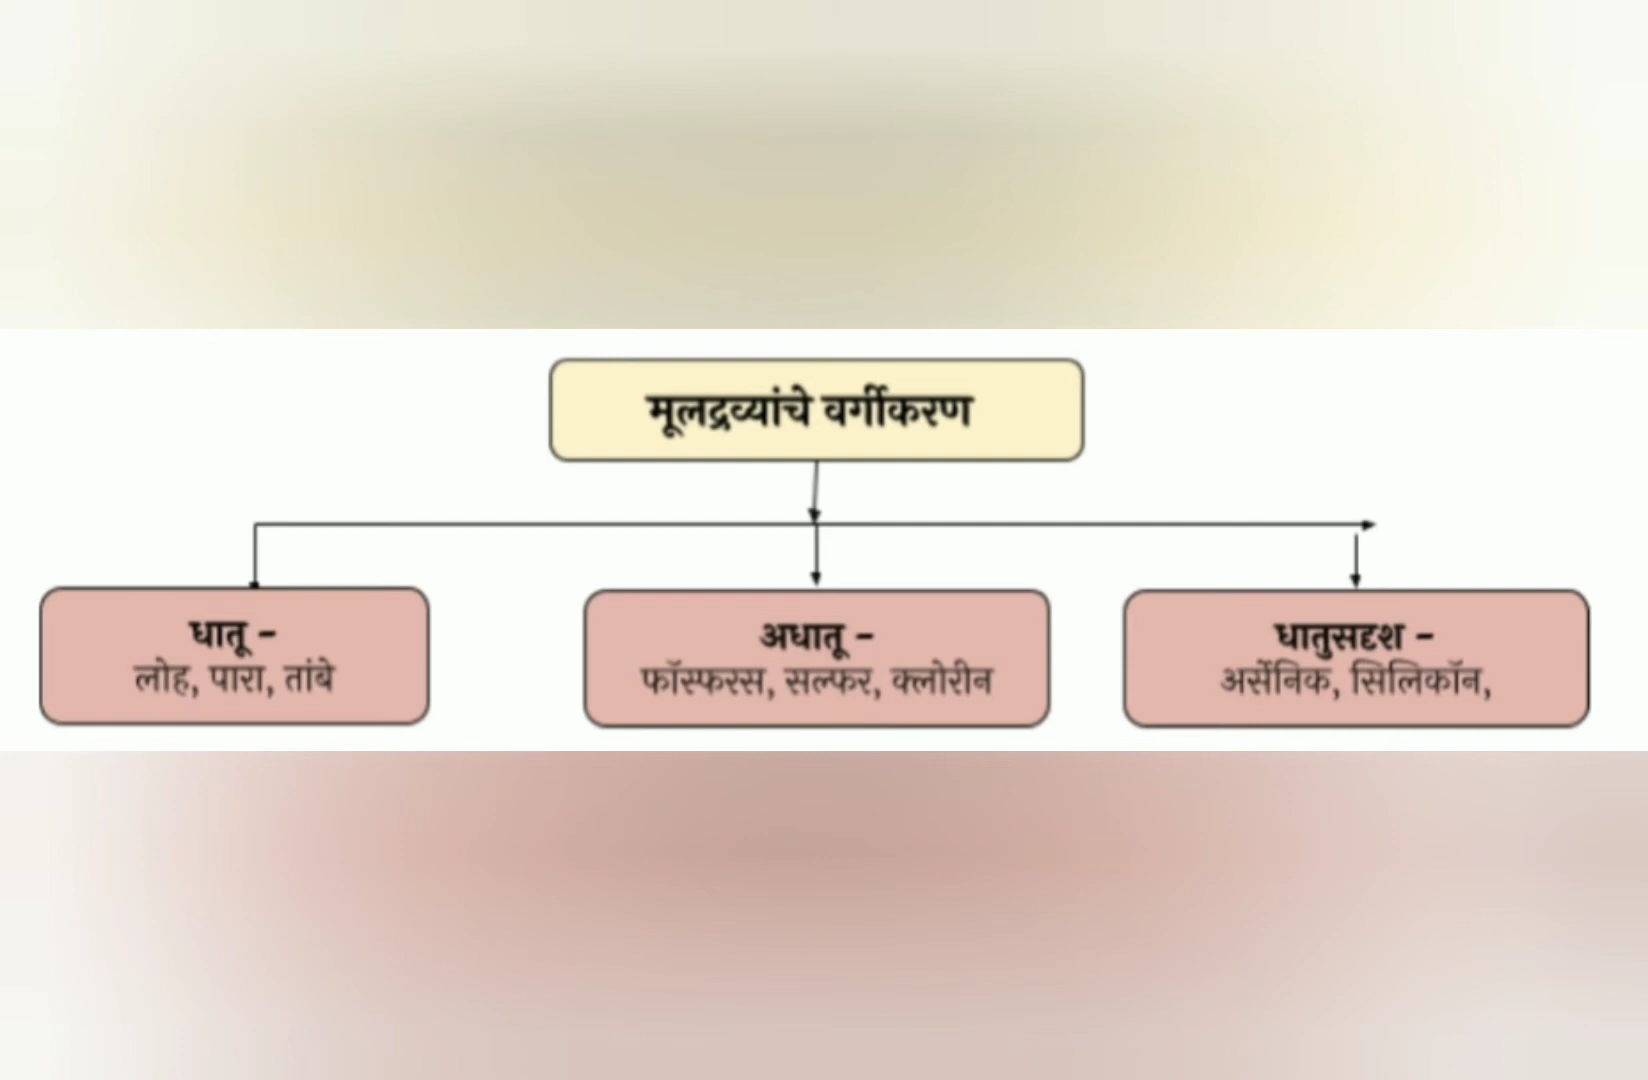 मूलद्रव्यांचे वर्गीकरण
धातू –
लोह, पारा, तांबे
अधातू –
फॉस्फरस, सल्फर, क्लोरीन
धातुसदृश –
अर्सेनिक, सिलिकॉन,